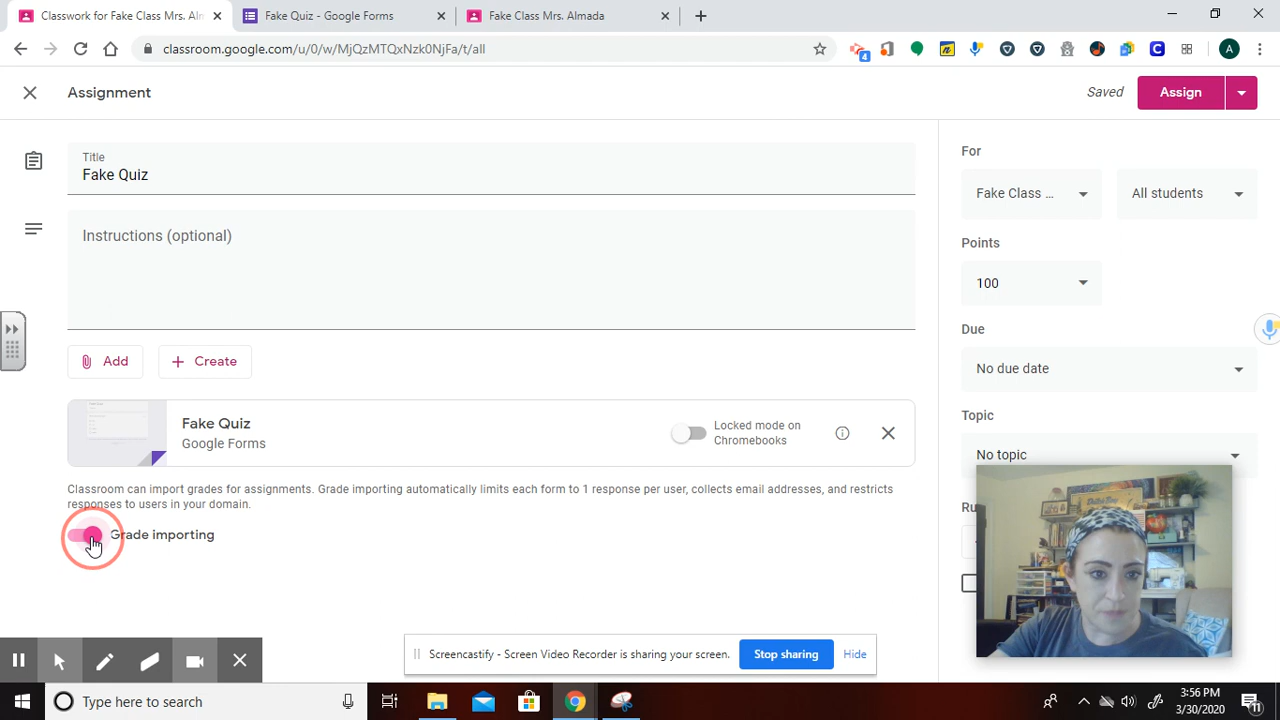 Classwork for Fake Class Mrs. Alm
Fake Quiz - Google Forms
Fake Class Mrs. Almada
classroom.google.com/u/0/w/MjQzMTQxNzk0NjFa/t/all
4
A
Assignment
Saved
Assign
Title
Fake Quiz
Instructions (optional)
Add
Create
Fake Quiz
Google Forms
Locked mode on
Chromebooks
Classroom can import grades for assignments. Grade importing automatically limits each form to 1 response per user, collects email addresses, and restricts
responses to users in your domain.
Grade importing
For
Fake Class ...
All students
Points
100
Due
No due date
Topic
No topic
Ru
Screencastify - Screen Video Recorder is sharing your screen.
Stop sharing
Hide
Type here to search
3:56 PM
3/30/2020
11